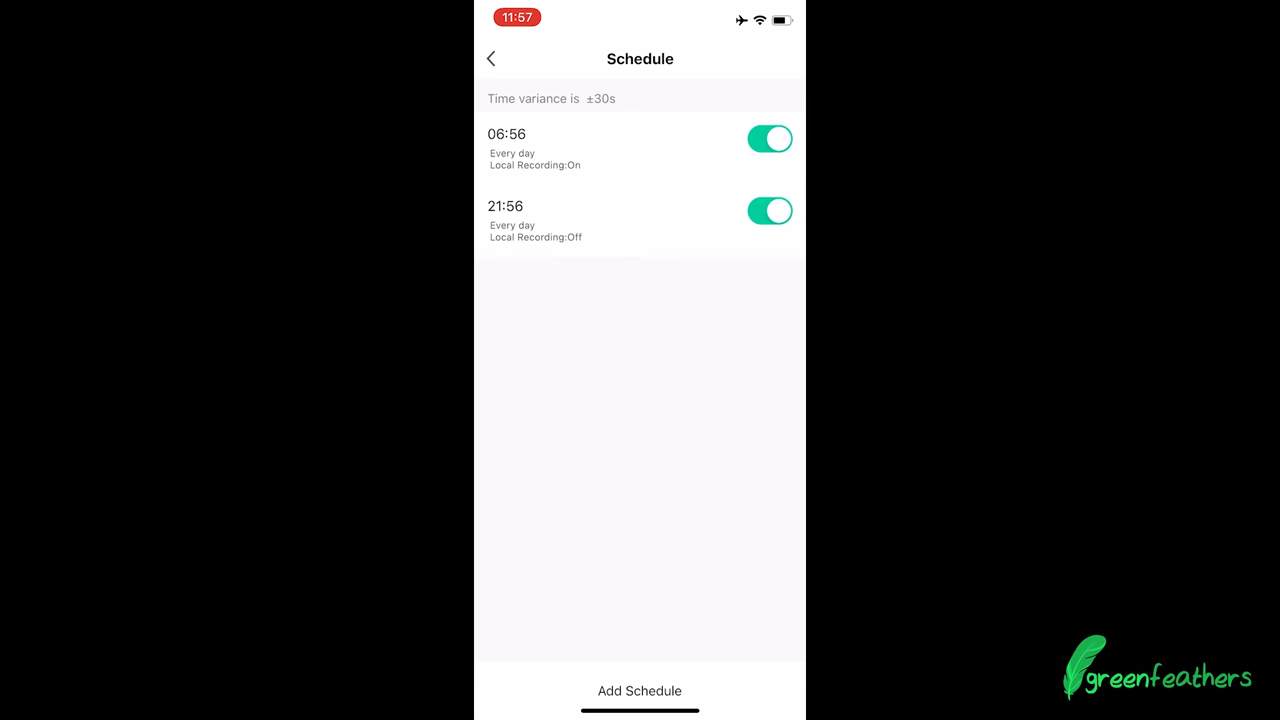 11:57
Schedule
Time variance is ±30s
06:56
Every day
Local Recording:On
21:56
Every day
Local Recording:Off
Add Schedule
greenfeathers